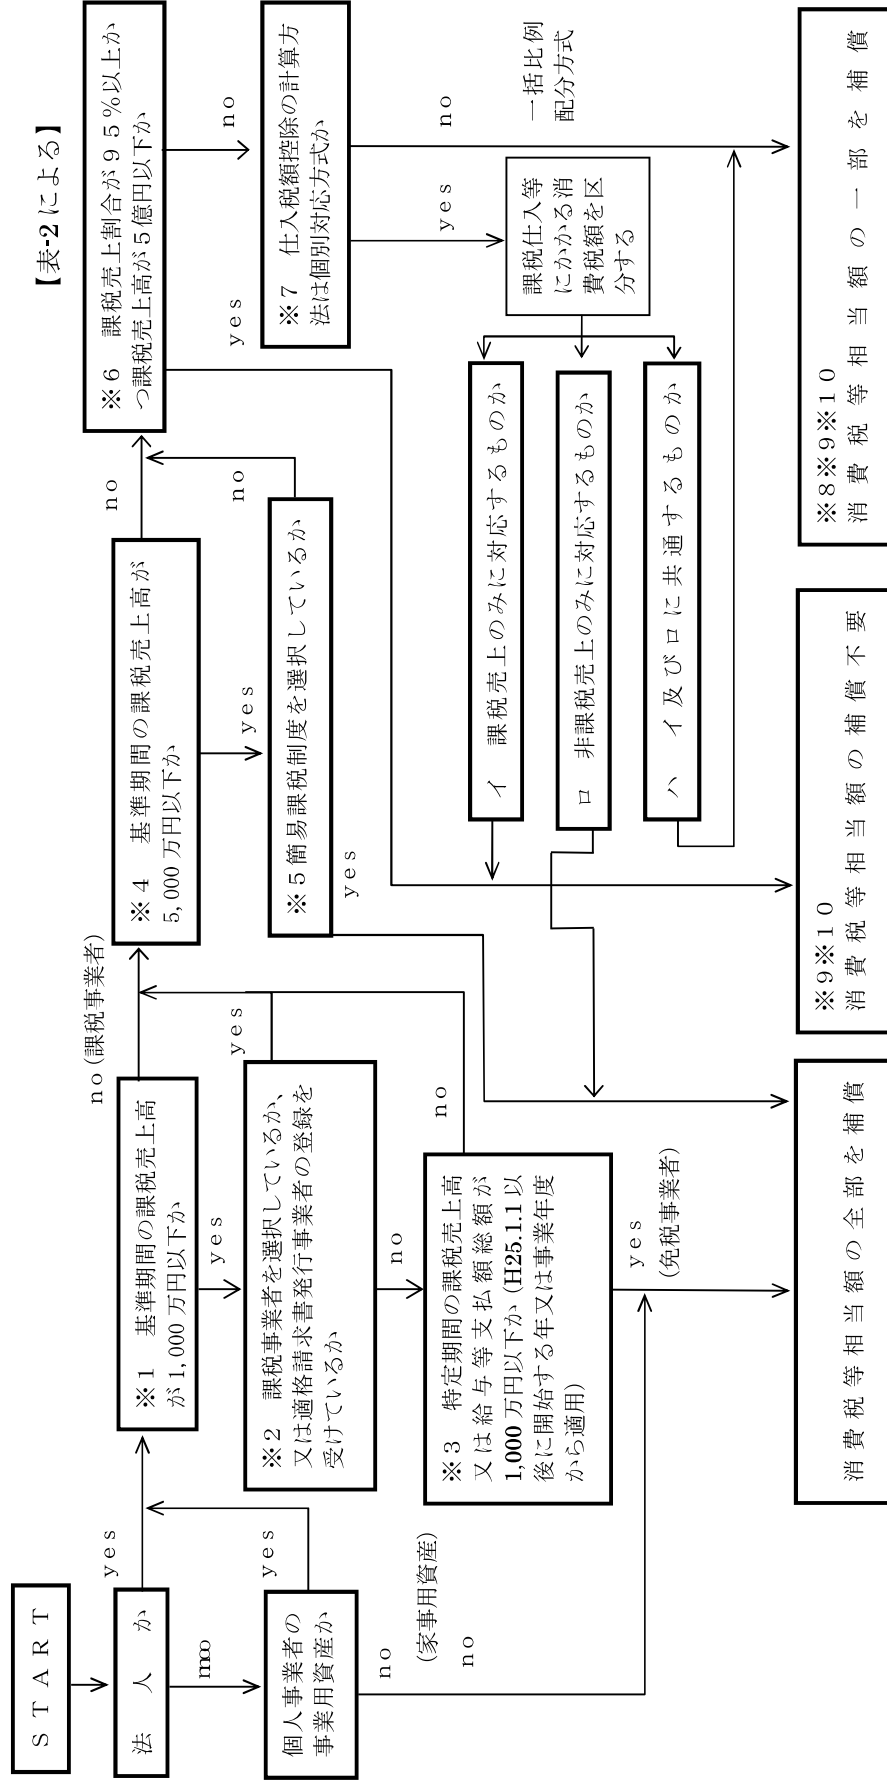 【表-2による】
ＳＴＡＲＴ
法人か
ｙｅｓ
ｎｏ
個人事業者の
事業用資産か
ｙｅｓ
ｎｏ
(家事用資産)
ｎｏ
※１　基準期間の課税売上高
が1,000万円以下か
ｎｏ(課税事業者)
ｙｅｓ
※２　課税事業者を選択しているか、
又は適格請求書発行事業者の登録を
受けているか
ｙｅｓ
ｎｏ
※３　特定期間の課税売上高
又は給与等支払額総額が
1,000万円以下か(H25.1.1以
後に開始する年又は事業年度
から適用)
ｎｏ
ｙｅｓ
(免税事業者)
※４　基準期間の課税売上高が
5,000万円以下か
ｎｏ
ｙｅｓ
※５簡易課税制度を選択しているか
ｎｏ
ｙｅｓ
※６　課税売上割合が９５％以上か
つ課税売上高が５億円以下か
ｎｏ
ｙｅｓ
※７　仕入税額控除の計算方
法は個別対応方式か
ｙｅｓ
ｎｏ
一括比例
配分方式
課税仕入等
にかかる消
費税額を区
分する
イ　課税売上のみに対応するものか
ロ　非課税売上のみに対応するものか
ハ　イ及びロに共通するものか
消費税等相当額の全部を補償
※９※１０
消費税等相当額の補償不要
※８※９※１０
消費税等相当額の一部を補償